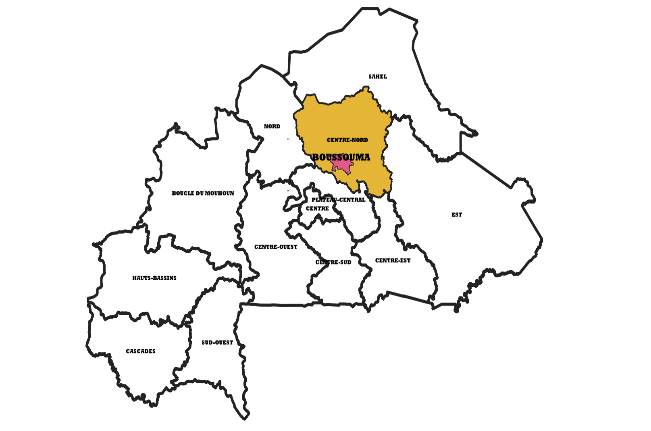 SAHEL
NORD
CENTRE-NORD
BOUSSOUMA
BOUCLE DU MOUHOUN
PLATEAU-CENTRAL
CENTRE
EST
CENTRE-OUEST
CENTRE-SUD
CENTRE-EST
HAUTS-BASSINS
SUD-OUEST
CASCADES